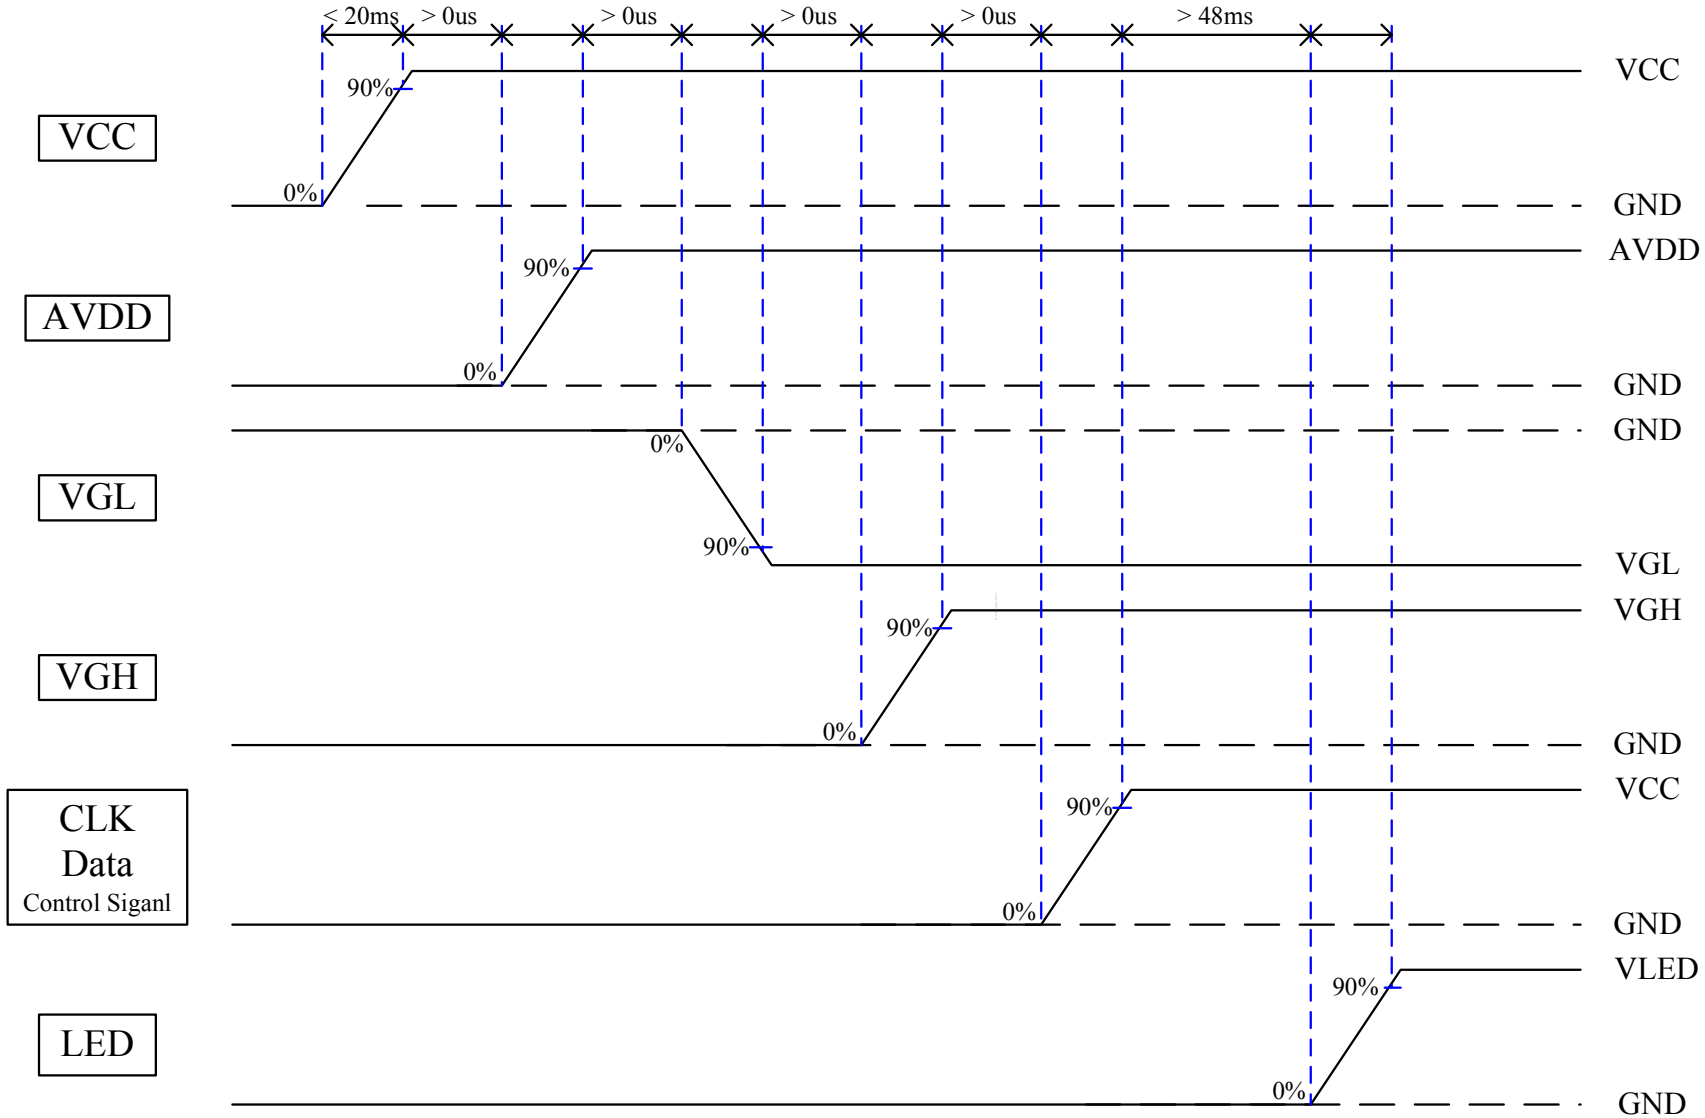 < 20ms > 0us > 0us > 0us > 0us > 48ms
VCC
90%
VCC
0%
GND
AVDD
90%
AVDD
0%
GND
GND
0%
VGL
90%
VGL
VGH
90%
VGH
0%
GND
VCC
90%
CLK
Data
Control Siganl
0%
GND
VLED
90%
LED
0%
GND